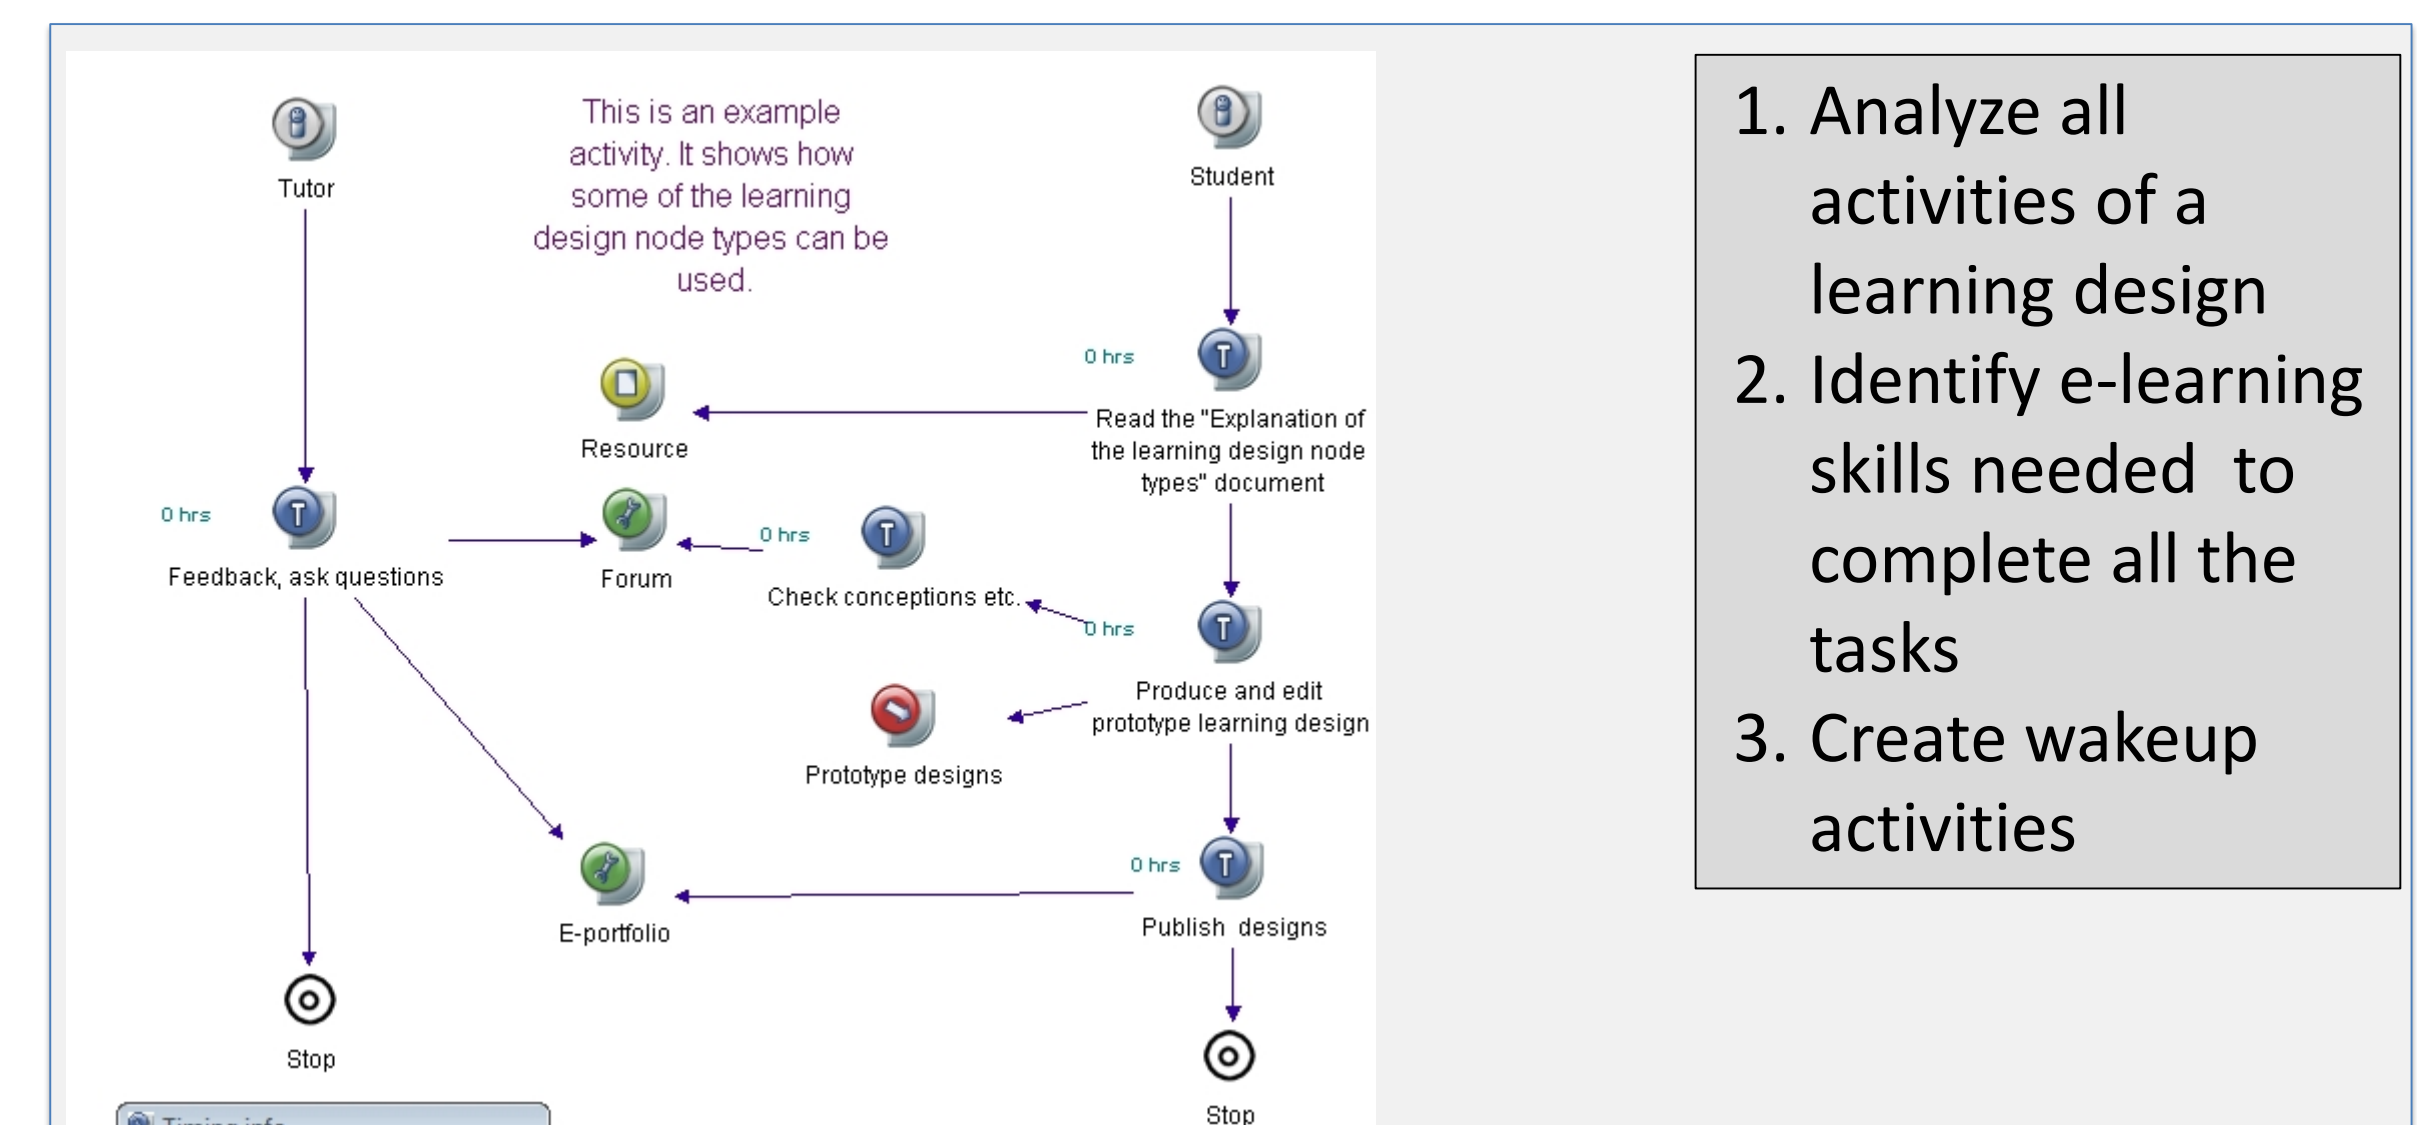 Tutor
This is an example
activity. It shows how
some of the learning
design node types can be
used.
Student
0 hrs
Read the "Explanation of
the learning design node
types" document
Resource
0 hrs
Feedback, ask questions
Forum
0 hrs
Check conceptions etc.
0 hrs
Produce and edit
prototype learning design
Prototype designs
0 hrs
Publish designs
E-portfolio
Stop
Stop
1. Analyze all
activities of a
learning design
2. Identify e-learning
skills needed to
complete all the
tasks
3. Create wakeup
activities